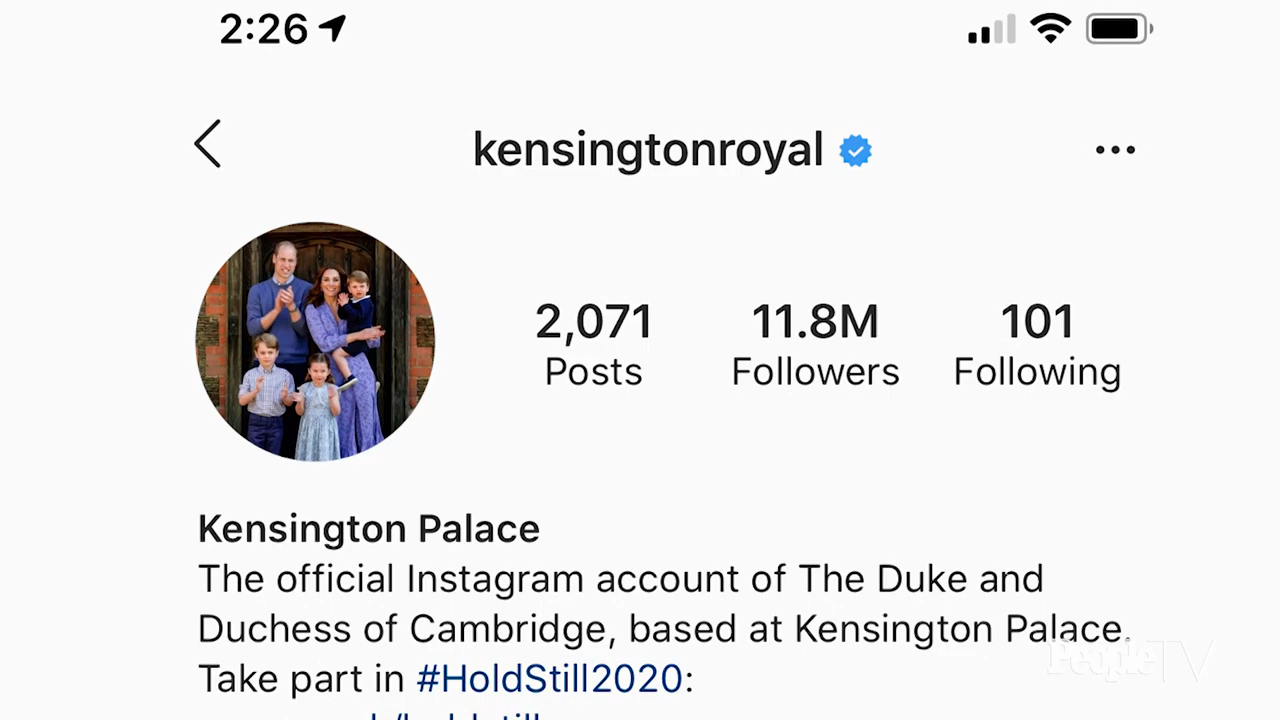 2:26
kensingtonroyal
2,071 11.8M 101
Posts Followers Following
Kensington Palace
The official Instagram account of The Duke and
Duchess of Cambridge, based at Kensington Palace.
Take part in #HoldStill2020:
PeopleTV